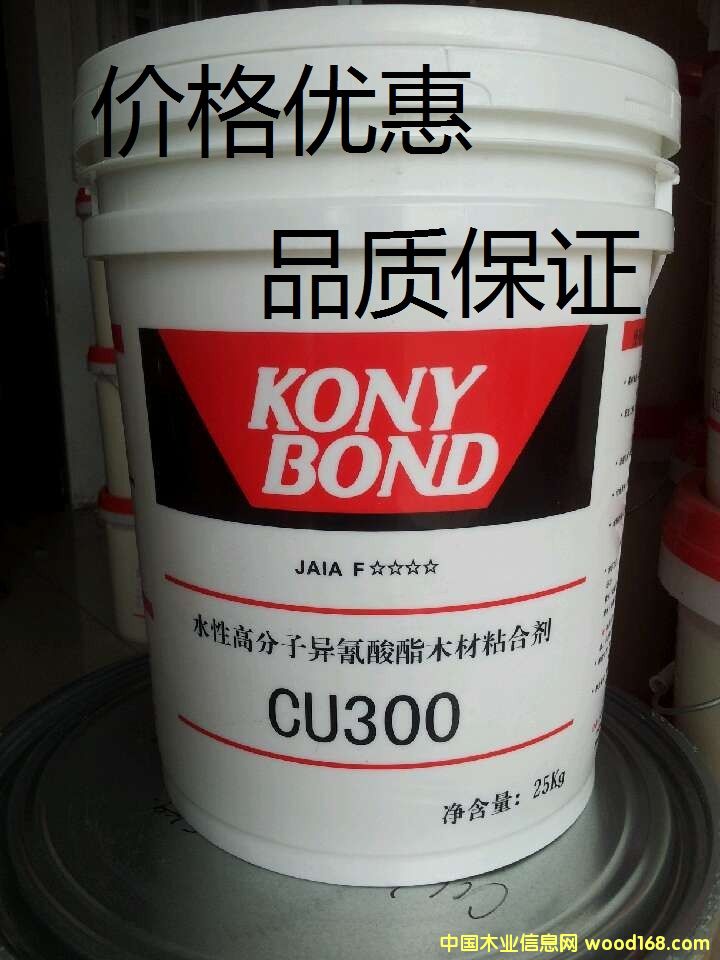 价格优惠
品质保证
KONY
BOND
JAIA F☆☆☆☆
水性高分子异氰酸酯木材粘合剂
CU300
净含量：25Kg
中国木业信息网 wood168.com